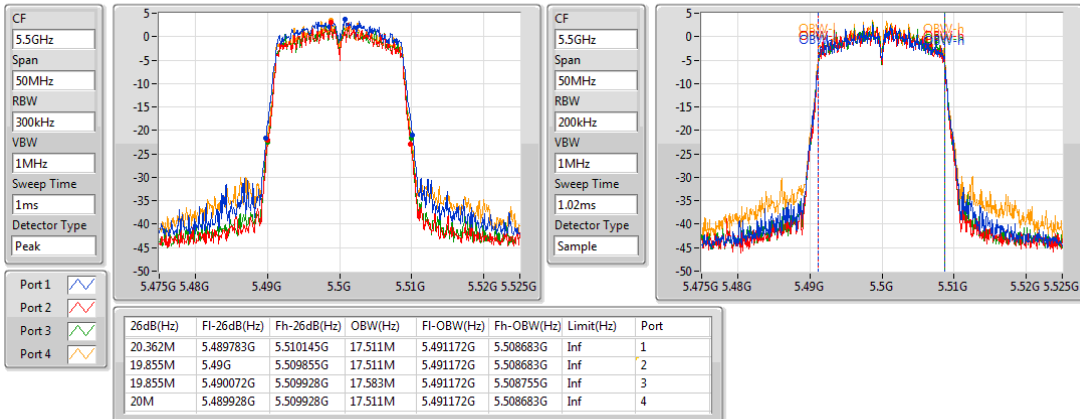 CF
5.5GHz
Span
50MHz
RBW
300kHz
VBW
1MHz
Sweep Time
1ms
Detector Type
Peak
5
0
-5
-10
-15
-20
-25
-30
-35
-40
-45
-50
5.475G 5.48G 5.49G 5.5G 5.51G 5.52G 5.525G
CF
5.5GHz
Span
50MHz
RBW
200kHz
VBW
1MHz
Sweep Time
1.02ms
Detector Type
Sample
5
0
-5
-10
-15
-20
-25
-30
-35
-40
-45
-50
OBW-h
OBW-h
5.475G 5.48G 5.49G 5.5G 5.51G 5.52G 5.525G
Port 1
Port 2
Port 3
Port 4
26dB(Hz) Fl-26dB(Hz) Fh-26dB(Hz) OBW(Hz) Fl-OBW(Hz) Fh-OBW(Hz) Limit(Hz) Port
20.362M 5.489783G 5.510145G 17.511M 5.491172G 5.508683G Inf 1
19.855M 5.49G 5.509855G 17.511M 5.491172G 5.508683G Inf 2
19.855M 5.490072G 5.509928G 17.583M 5.491172G 5.508755G Inf 3
20M 5.489928G 5.509928G 17.511M 5.491172G 5.508683G Inf 4